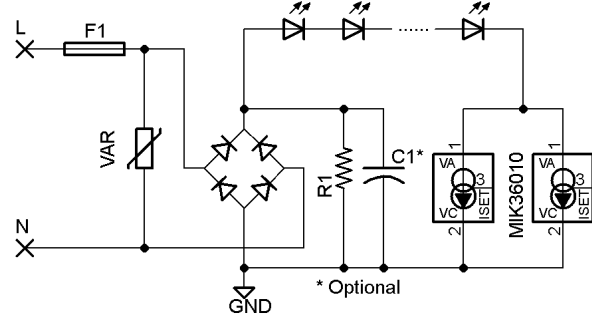 L
F1
VAR
N
R1
C1*
......
1
VA
3
ISET
VC
2
MIK36010
1
VA
3
ISET
VC
2
GND
* Optional